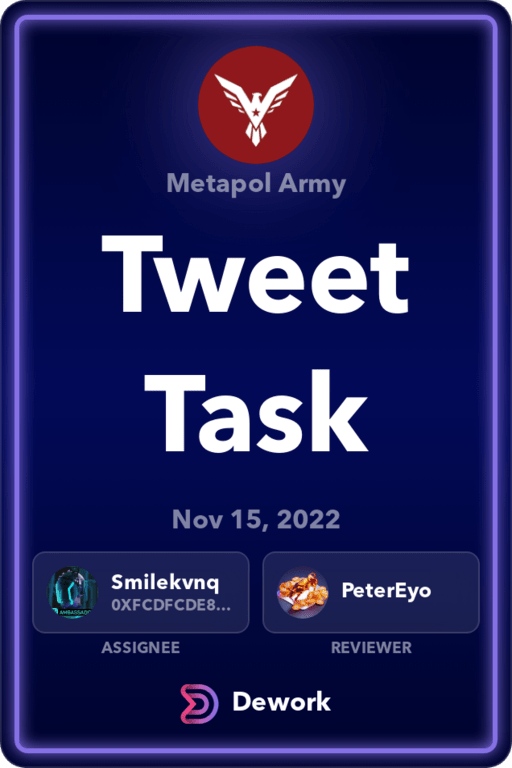 Metapol Army
Tweet
Task
Nov 15, 2022
Smilekvnq
0XFCDFCDE8...
PeterEyo
ASSIGNEE
REVIEWER
Dework